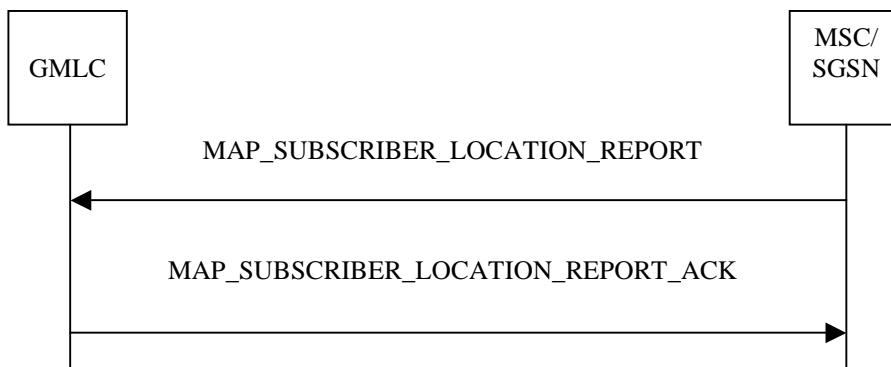 GMLC
MSC/
SGSN
MAP_SUBSCRIBER_LOCATION_REPORT
MAP_SUBSCRIBER_LOCATION_REPORT_ACK